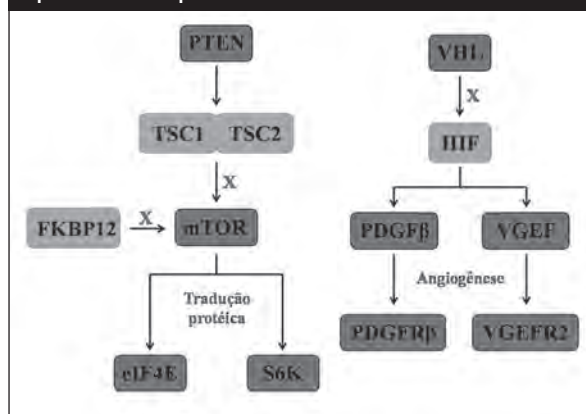 PTEN
TSC1 TSC2
X
FKBP12
X
mTOR
Tradução
protéica
eIF4E
S6K
VHL
X
HIF
PDGFβ
VGEF
Angiogênese
PDGFRβ
VGEFR2